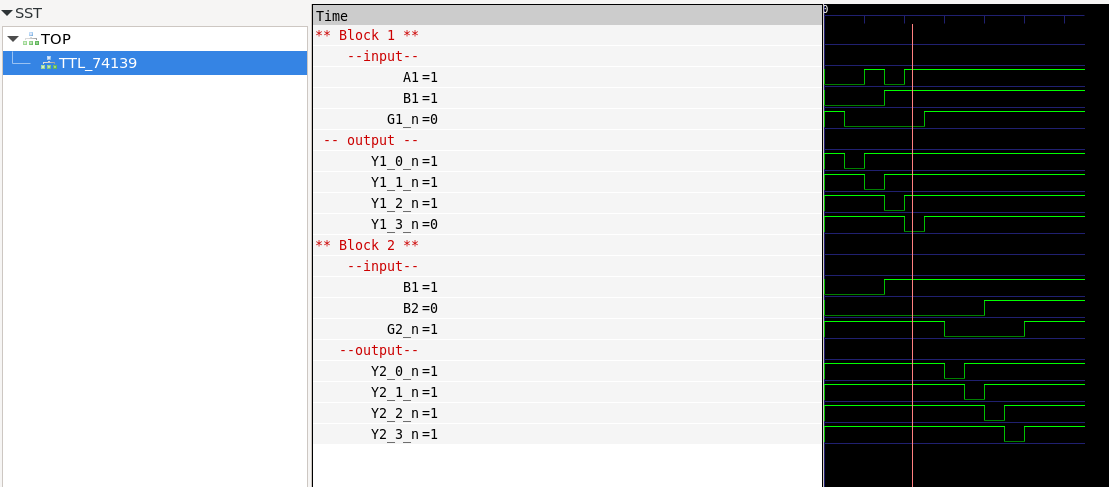 SST
TOP
TTL_74139
Time
** Block 1 **
--input--
A1=1
B1=1
G1_n=0
-- output --
Y1_0_n=1
Y1_1_n=1
Y1_2_n=1
Y1_3_n=0
** Block 2 **
--input--
B1=1
B2=0
G2_n=1
--output--
Y2_0_n=1
Y2_1_n=1
Y2_2_n=1
Y2_3_n=1
0